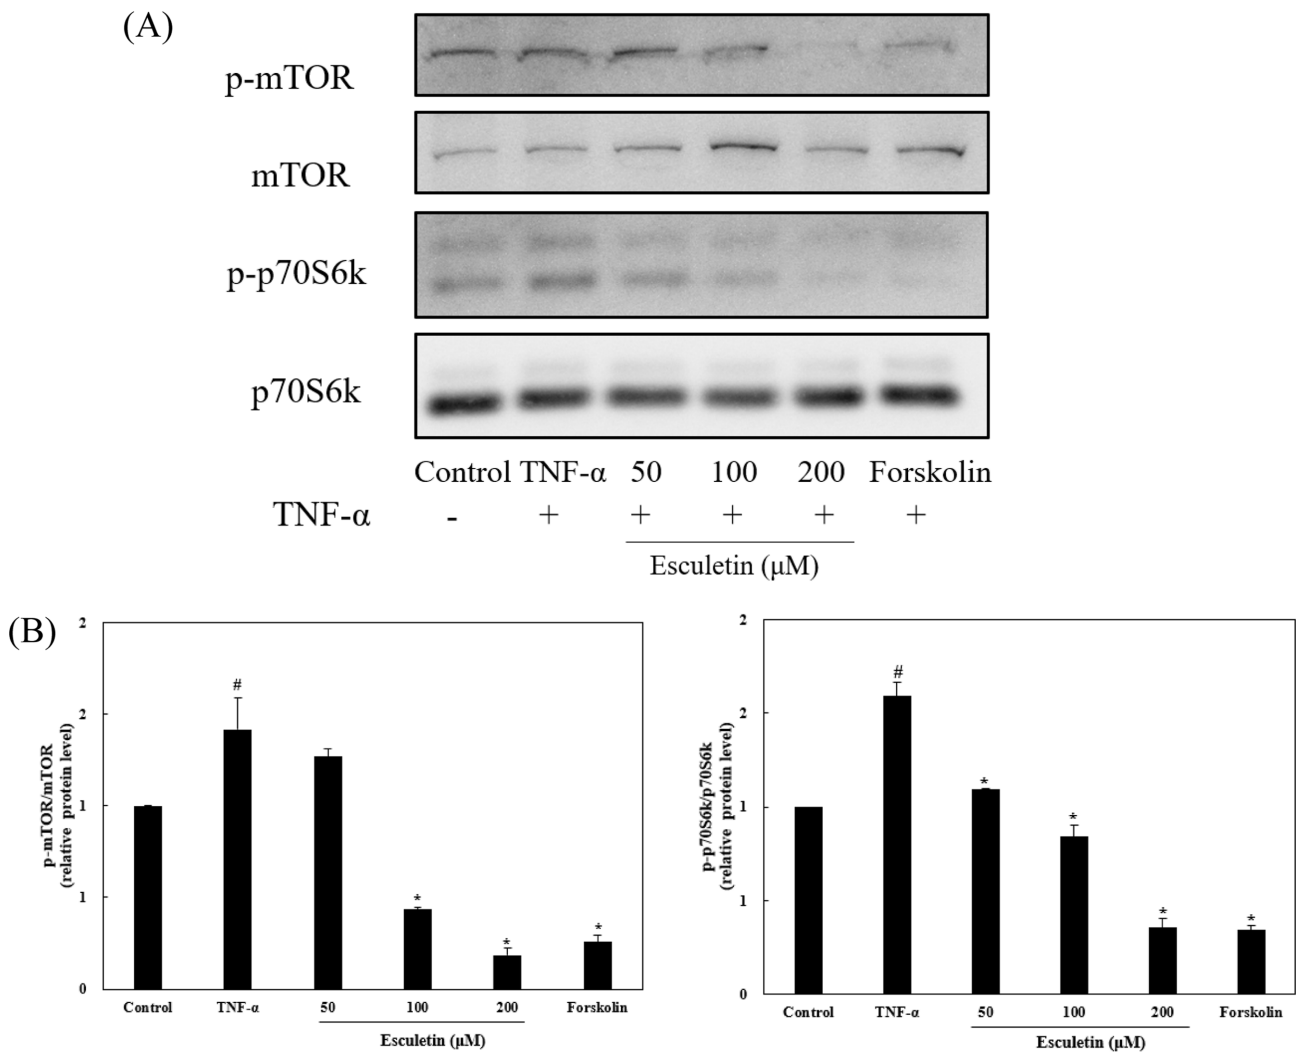 (A)
p-mTOR
mTOR
p-p70S6k
p70S6k
Control TNF-α 50 100 200 Forskolin
TNF-α - + + + + +
Esculetin (μM)
(B)
p-mTOR/mTOR
(relative protein level)
2
2
1
1
0
#
*
*
*
Control TNF-α 50 100 200 Forskolin
Esculetin (μM)
p-p70S6k/p70S6k
(relative protein level)
2
2
1
1
0
#
*
*
*
*
Control TNF-α 50 100 200 Forskolin
Esculetin (μM)